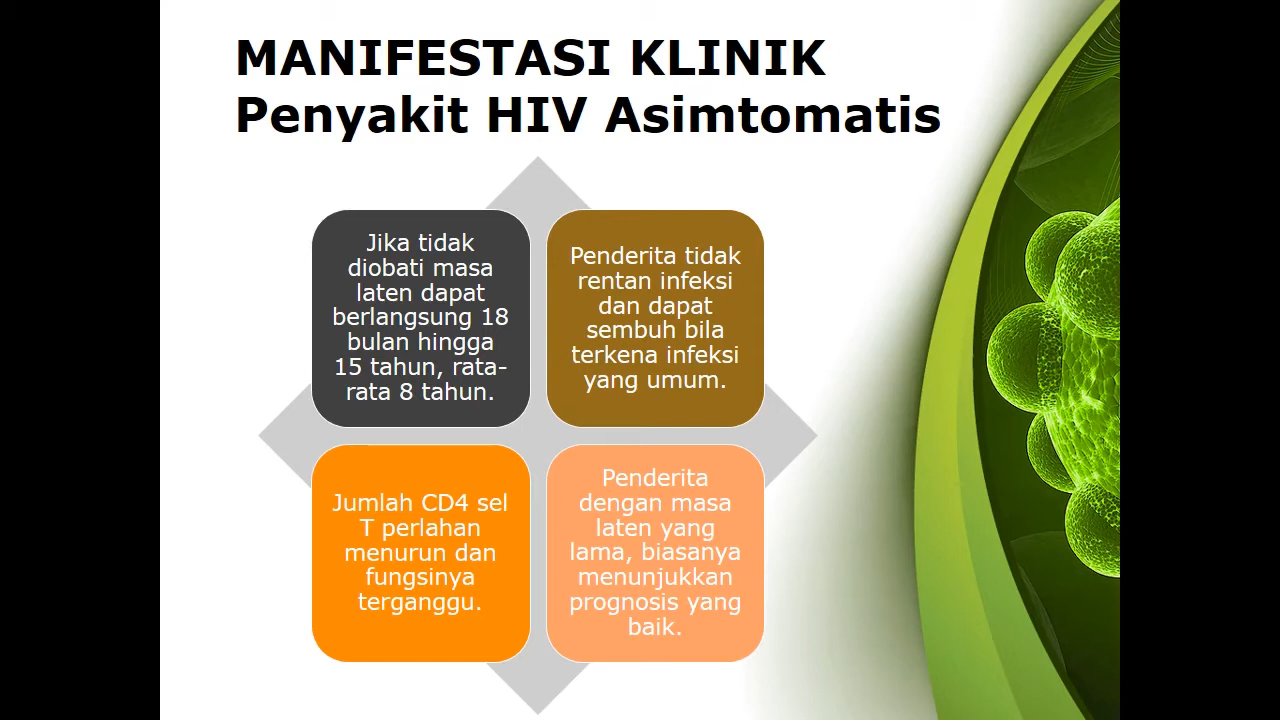 MANIFESTASI KLINIK
Penyakit HIV Asimtomatis
Jika tidak
diobati masa
laten dapat
berlangsung 18
bulan hingga
15 tahun, rata-
rata 8 tahun.
Penderita tidak
rentan infeksi
dan dapat
sembuh bila
terkena infeksi
yang umum.
Jumlah CD4 sel
T perlahan
menurun dan
fungsinya
terganggu.
Penderita
dengan masa
laten yang
lama, biasanya
menunjukkan
prognosis yang
baik.